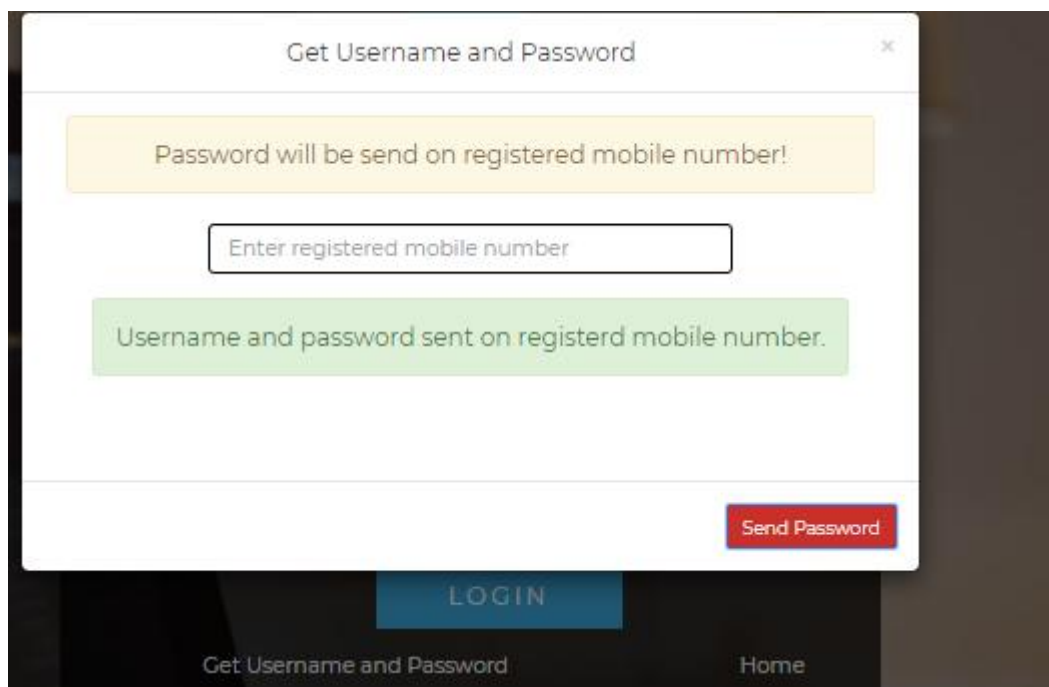 Get Username and Password
×
Password will be send on registered mobile number!
Enter registered mobile number
Username and password sent on registerd mobile number.
Send Password
LOGIN
Get Username and Password
Home